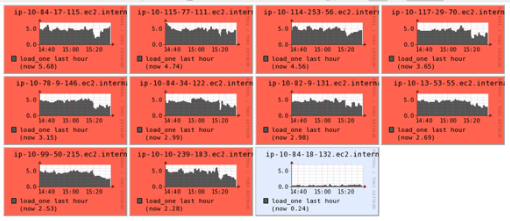 ip-10-84-17-115.ec2.intern
5.0
0.0
14:40 15:00 15:20
load_one last hour
(now 5.68)
ip-10-115-77-111.ec2.intern
5.0
0.0
14:40 15:00 15:20
load_one last hour
(now 4.74)
ip-10-114-253-56.ec2.intern
5.0
0.0
14:40 15:00 15:20
load_one last hour
(now 4.56)
ip-10-117-29-70.ec2.intern
5.0
0.0
14:40 15:00 15:20
load_one last hour
(now 3.65)
ip-10-78-9-146.ec2.interna
5.0
0.0
14:40 15:00 15:20
load_one last hour
(now 3.15)
ip-10-84-34-122.ec2.intern
5.0
0.0
14:40 15:00 15:20
load_one last hour
(now 2.99)
ip-10-82-9-131.ec2.interna
5.0
0.0
14:40 15:00 15:20
load_one last hour
(now 2.98)
ip-10-13-53-55.ec2.interna
5.0
0.0
14:40 15:00 15:20
load_one last hour
(now 2.69)
ip-10-99-50-215.ec2.intern
5.0
0.0
14:40 15:00 15:20
load_one last hour
(now 2.53)
ip-10-239-183.ec2.intern
5.0
0.0
14:40 15:00 15:20
load_one last hour
(now 2.28)
ip-10-84-18-132.ec2.intern
5.0
0.0
14:40 15:00 15:20
load_one last hour
(now 0.24)